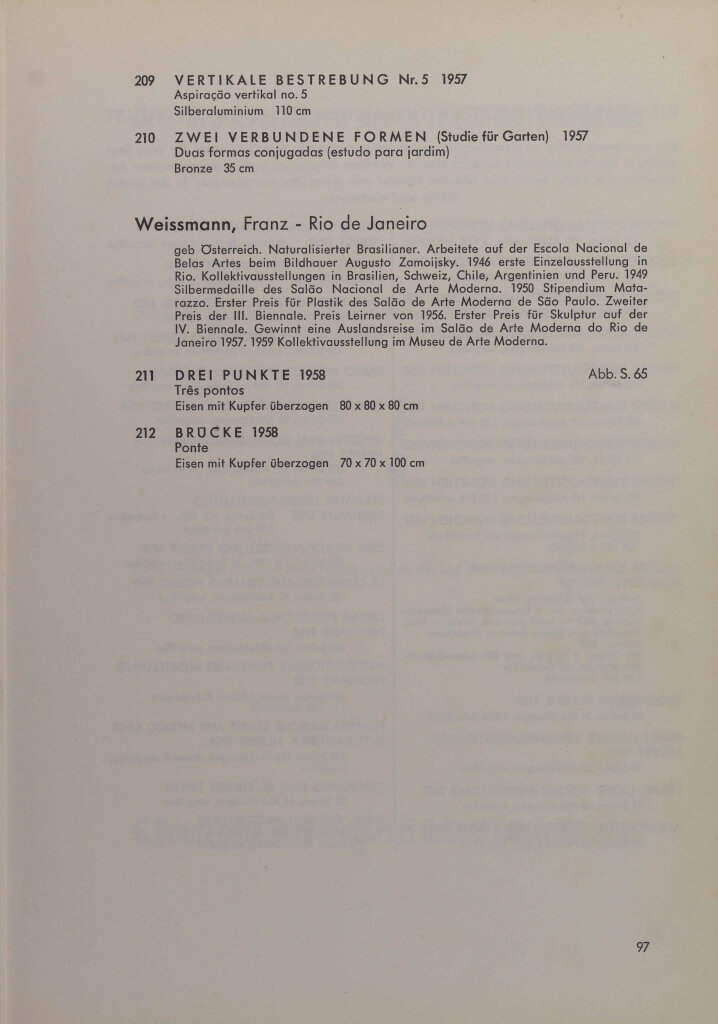 209 VERTIKALE BESTREBUNG Nr. 5 1957
Aspiração vertikal no. 5
Silberaluminium 110 cm
210 ZWEI VERBUNDENE FORMEN (Studie für Garten) 1957
Duas formas conjugadas (estudo para jardim)
Bronze 35 cm
Weissmann, Franz - Rio de Janeiro
geb Österreich. Naturalisierter Brasilianer. Arbeitete auf der Escola Nacional de
Belas Artes beim Bildhauer Augusto Zamoijsky. 1946 erste Einzelausstellung in
Rio. Kollektivausstellungen in Brasilien, Schweiz, Chile, Argentinien und Peru. 1949
Silbermedaille des Salão Nacional de Arte Moderna. 1950 Stipendium Mata-
razzo. Erster Preis für Plastik des Salão de Arte Moderna de São Paulo. Zweiter
Preis der III. Biennale. Preis Leirner von 1956. Erster Preis für Skulptur auf der
IV. Biennale. Gewinnt eine Auslandsreise im Salão de Arte Moderna do Rio de
Janeiro 1957. 1959 Kollektivausstellung im Museu de Arte Moderna.
211 DREI PUNKTE 1958 Abb. S. 65
Três pontos
Eisen mit Kupfer überzogen 80 x 80 x 80 cm
212 BRÜCKE 1958
Ponte
Eisen mit Kupfer überzogen 70 x 70 x 100 cm
97